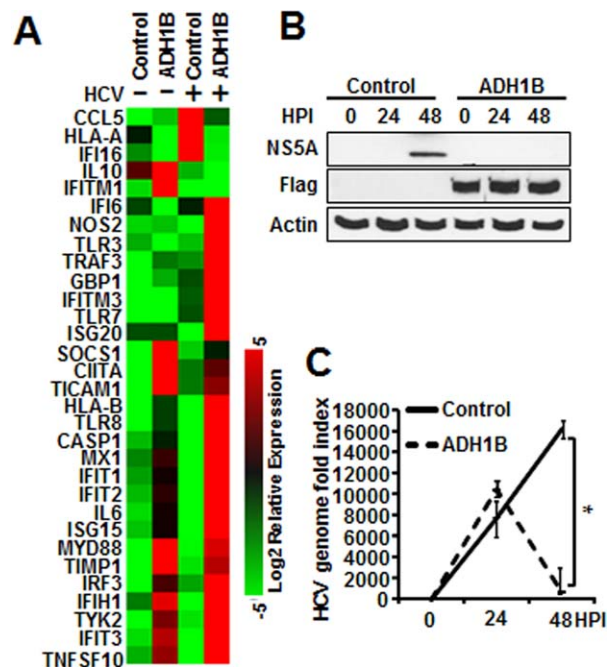 A
Control
ADH1B
Control
ADH1B
HCV - - + +
CCL5
HLA-A
IFI16
IL10
IFITM1
IFI6
NOS2
TLR3
TRAF3
GBP1
IFITM3
TLR7
ISG20
SOCS1
CIITA
TICAM1
HLA-B
TLR8
CASP1
MX1
IFIT1
IFIT2
IL6
ISG15
MYD88
TIMP1
IRF3
IFIH1
TYK2
IFIT3
TNFSF10
5
Log2 Relative Expression
-5
B
Control ADH1B
HPI 0 24 48 0 24 48
NS5A
Flag
Actin
C
HCV genome fold index
18000
16000
14000
12000
10000
8000
6000
4000
2000
0
Control
ADH1B
*
0 24 48 HPI